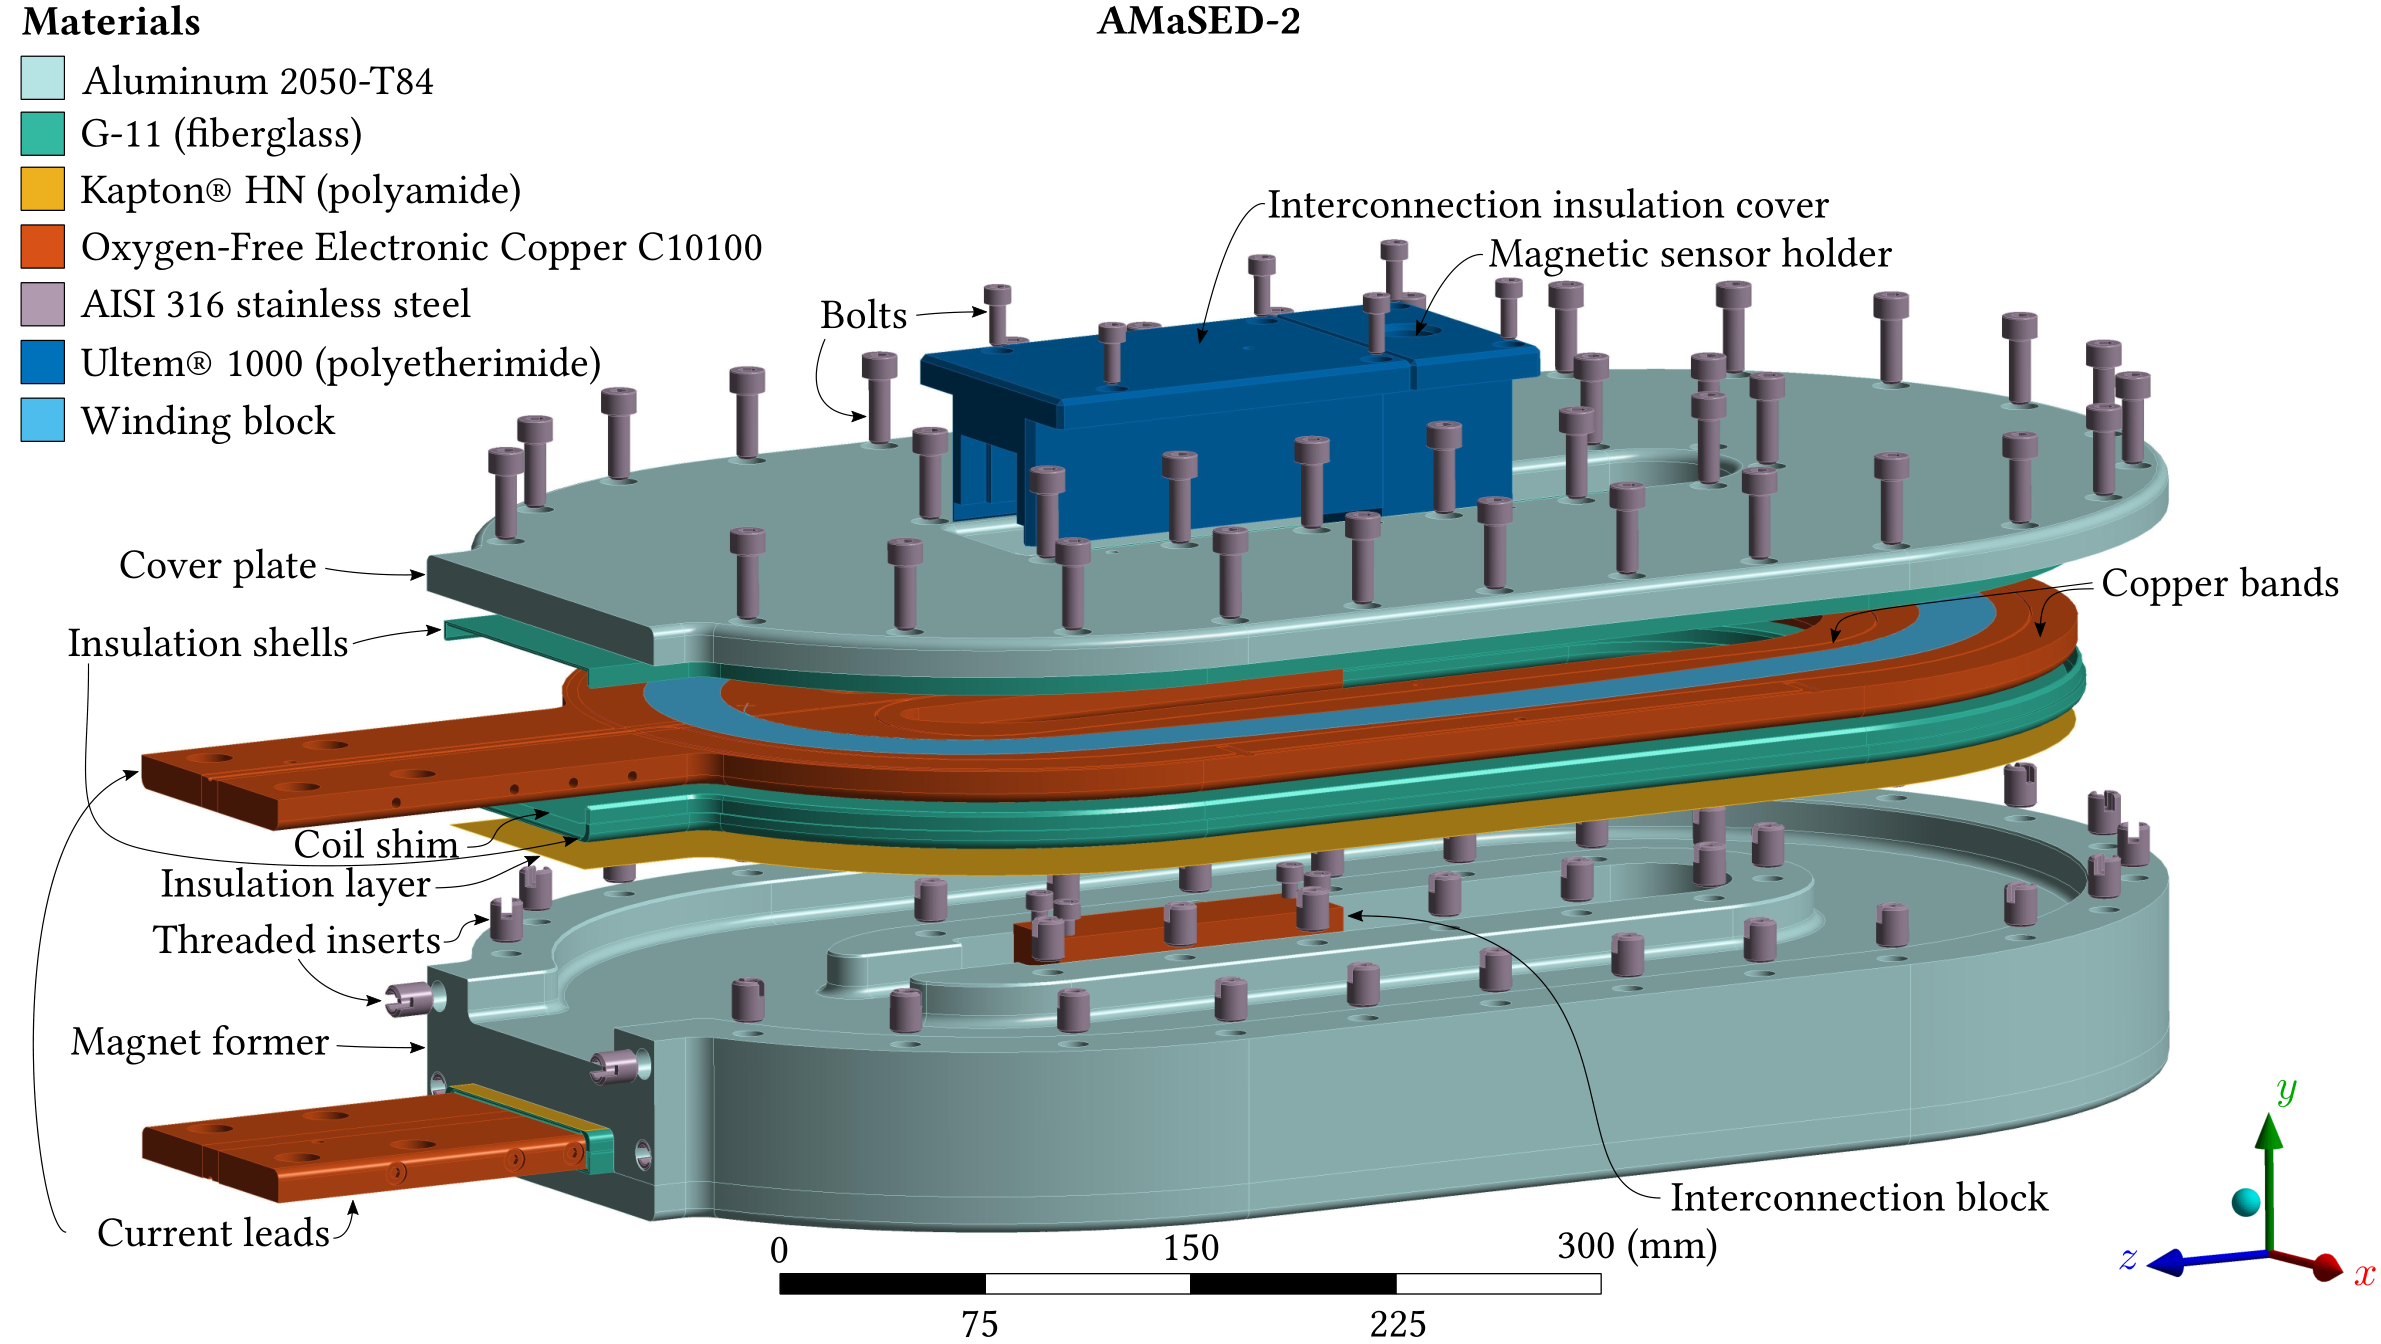 Materials
AMaSED-2
Aluminum 2050-T84
G-11 (fiberglass)
Kapton® HN (polyamide)
Oxygen-Free Electronic Copper C10100
AISI 316 stainless steel
Ultem® 1000 (polyetherimide)
Winding block
Interconnection insulation cover
Magnetic sensor holder
Bolts
Cover plate
Copper bands
Insulation shells
Coil shim
Insulation layer
Threaded inserts
Magnet former
Interconnection block
Current leads
0 150 300 (mm)
75 225
y
z
x